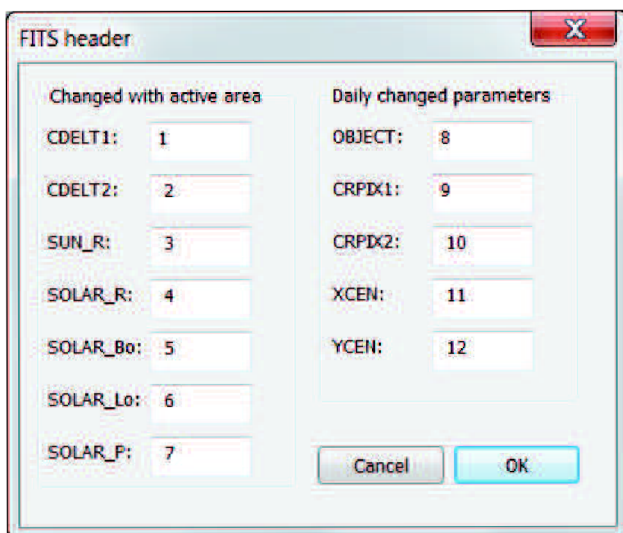 FITS header
X
Changed with active area
CDELT1: 1
CDELT2: 2
SUN_R: 3
SOLAR_R: 4
SOLAR_Bo: 5
SOLAR_Lo: 6
SOLAR_P: 7
Daily changed parameters
OBJECT: 8
CRPIX1: 9
CRPIX2: 10
XCEN: 11
YCEN: 12
Cancel
OK